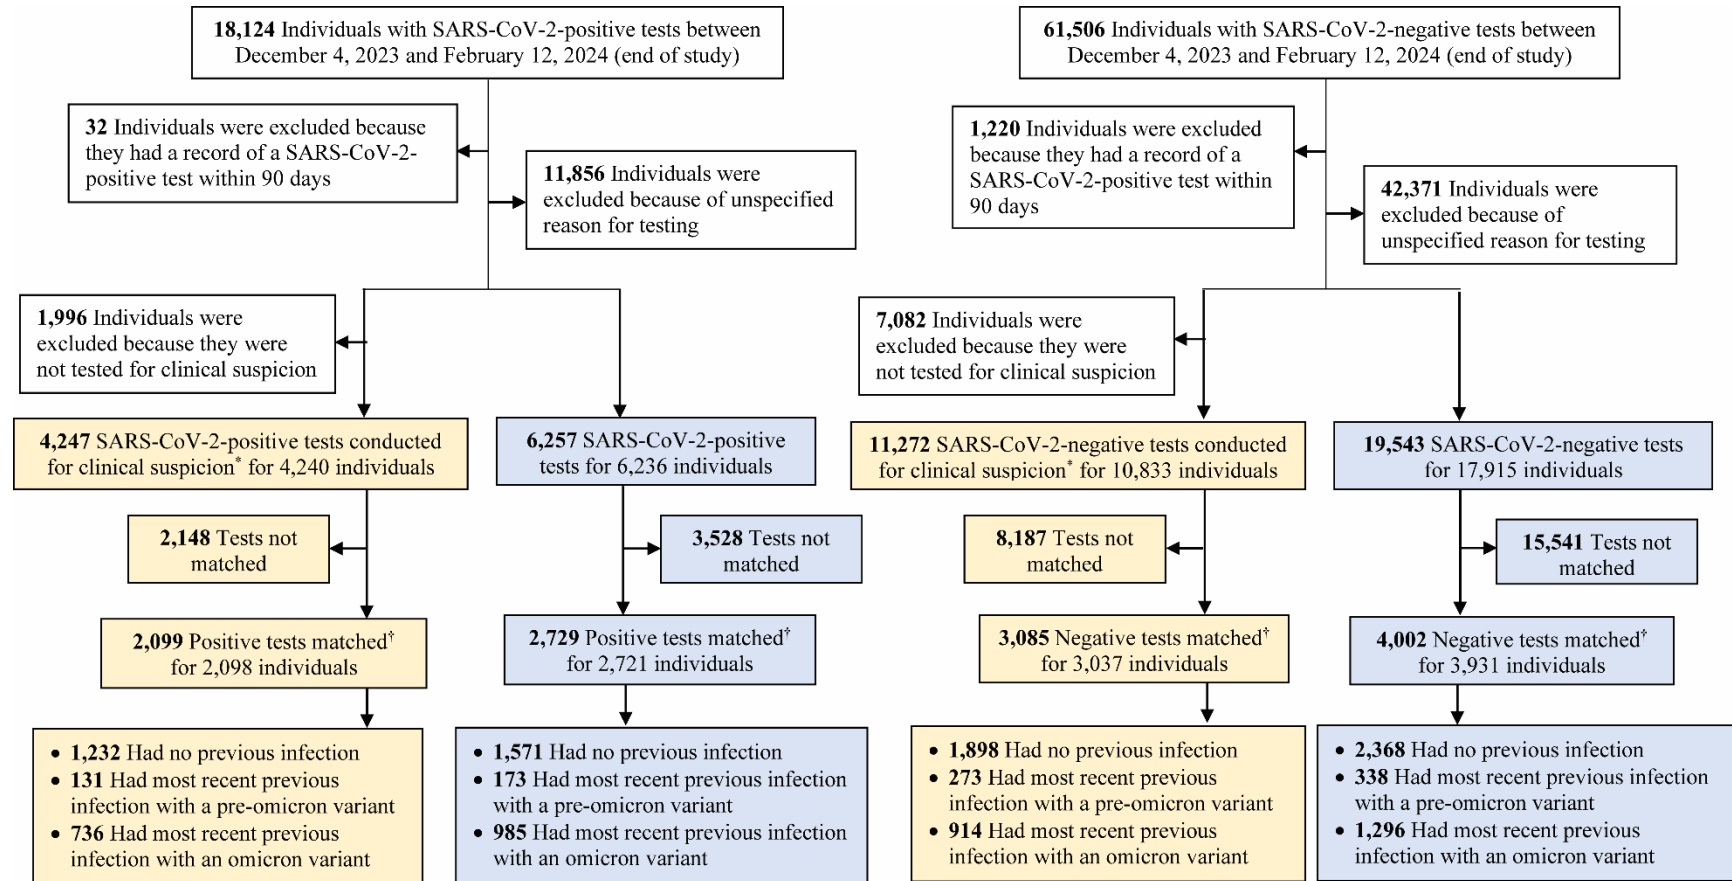 18,124 Individuals with SARS-CoV-2-positive tests between
December 4, 2023 and February 12, 2024 (end of study)
61,506 Individuals with SARS-CoV-2-negative tests between
December 4, 2023 and February 12, 2024 (end of study)
32 Individuals were excluded because
they had a record of a SARS-CoV-2-
positive test within 90 days
11,856 Individuals were
excluded because of unspecified
reason for testing
1,220 Individuals were excluded
because they had a record of a
SARS-CoV-2-positive test within
90 days
42,371 Individuals were
excluded because of
unspecified reason for testing
1,996 Individuals were
excluded because they were
not tested for clinical suspicion
7,082 Individuals were
excluded because they were
not tested for clinical suspicion
4,247 SARS-CoV-2-positive tests conducted
for clinical suspicion* for 4,240 individuals
6,257 SARS-CoV-2-positive
tests for 6,236 individuals
11,272 SARS-CoV-2-negative tests conducted
for clinical suspicion* for 10,833 individuals
19,543 SARS-CoV-2-negative tests
for 17,915 individuals
2,148 Tests not
matched
3,528 Tests not
matched
8,187 Tests not
matched
15,541 Tests not
matched
2,099 Positive tests matched†
for 2,098 individuals
2,729 Positive tests matched†
for 2,721 individuals
3,085 Negative tests matched†
for 3,037 individuals
4,002 Negative tests matched†
for 3,931 individuals
• 1,232 Had no previous infection
• 131 Had most recent previous
infection with a pre-omicron variant
• 736 Had most recent previous
infection with an omicron variant
• 1,571 Had no previous infection
• 173 Had most recent previous infection
with a pre-omicron variant
• 985 Had most recent previous infection
with an omicron variant
• 1,898 Had no previous infection
• 273 Had most recent previous
infection with a pre-omicron variant
• 914 Had most recent previous
infection with an omicron variant
• 2,368 Had no previous infection
• 338 Had most recent previous infection
with a pre-omicron variant
• 1,296 Had most recent previous
infection with an omicron variant